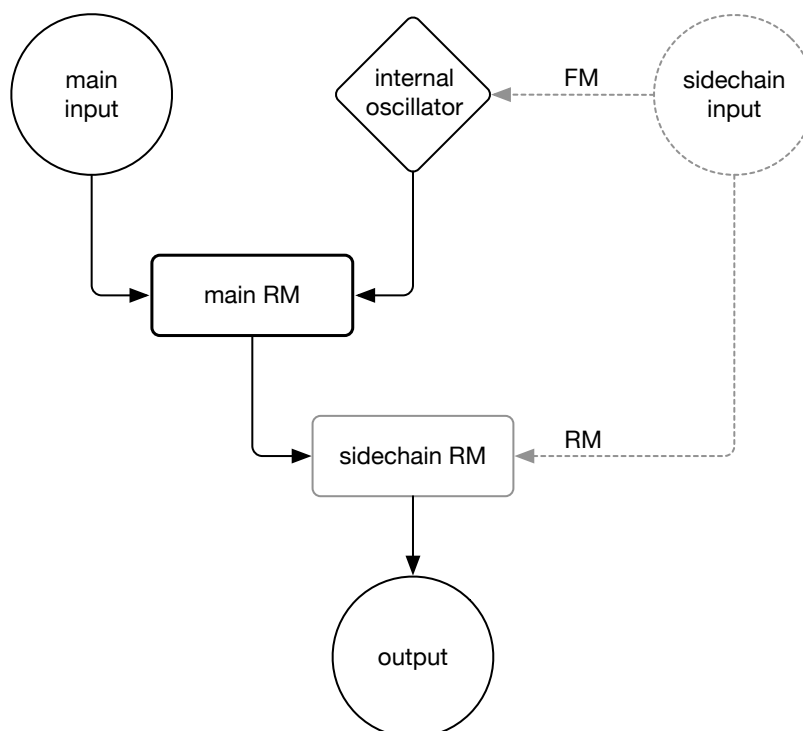 main
input
internal
oscillator
FM
sidechain
input
main RM
sidechain RM
RM
output